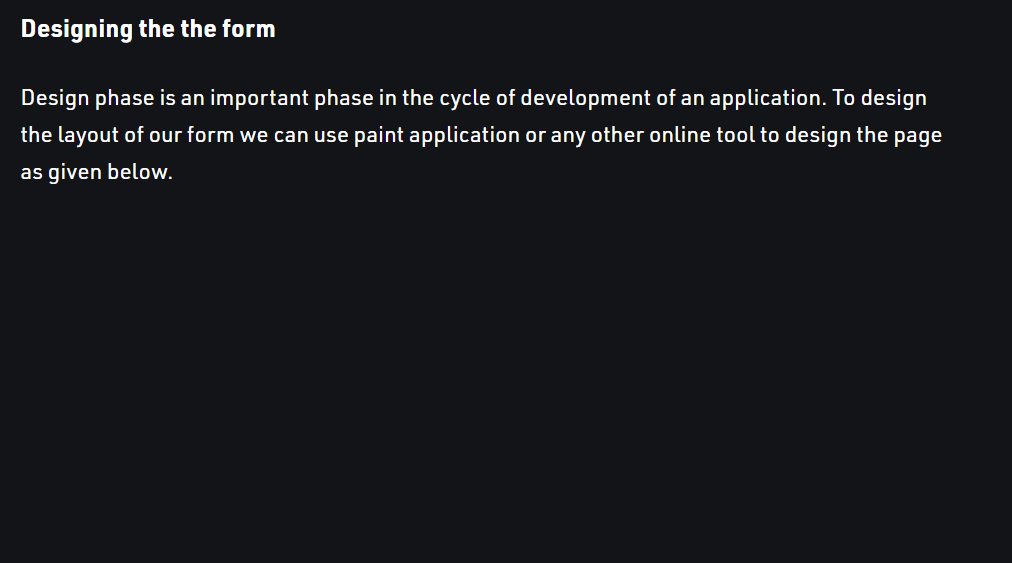 Designing the the form
Design phase is an important phase in the cycle of development of an application. To design
the layout of our form we can use paint application or any other online tool to design the page
as given below.